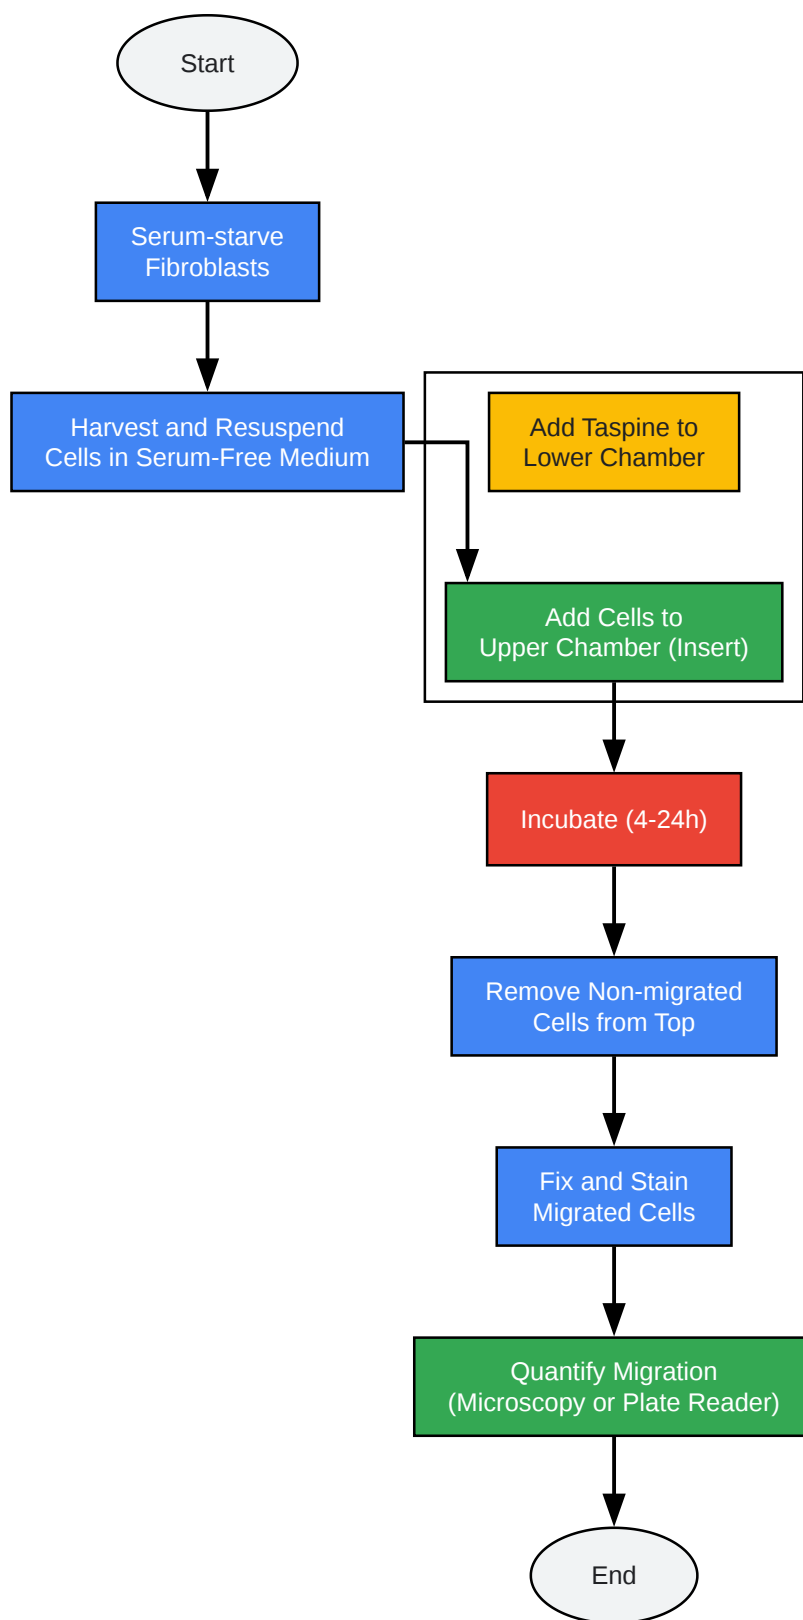 Start
Serum-starve
Fibroblasts
Harvest and Resuspend
Cells in Serum-Free Medium
Add Taspine to
Lower Chamber
Add Cells to
Upper Chamber (Insert)
Incubate (4-24h)
Remove Non-migrated
Cells from Top
Fix and Stain
Migrated Cells
Quantify Migration
(Microscopy or Plate Reader)
End